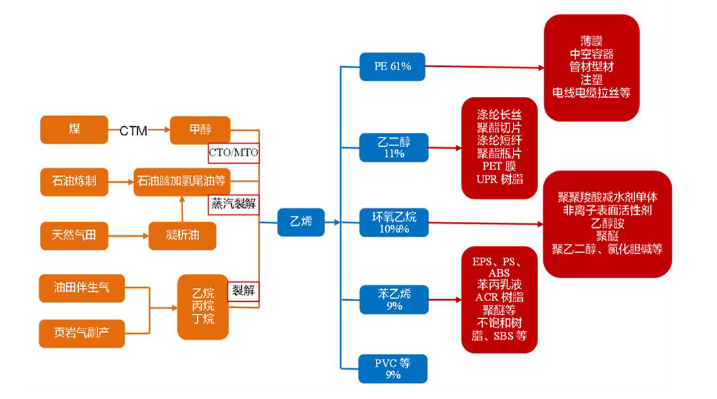 煤
CTM
甲醇
CTO/MTO
石油炼制
石油脑加氢尾油等
蒸汽裂解
天然气田
凝析油
油田伴生气
页岩气副产
乙烷
丙烷
丁烷
裂解
乙烯
PE 61%
乙二醇
11%
环氧乙烷
10%%
苯乙烯
9%
PVC 等
9%
薄膜
中空容器
管材型材
注塑
电线电缆拉丝等
涤纶长丝
聚酯切片
涤纶短纤
聚酯瓶片
PET 膜
UPR 树脂
聚聚羧酸减水剂单体
非离子表面活性剂
乙醇胺
聚醚
聚乙二醇、氯化胆碱等
EPS、PS、
ABS
苯丙乳液
ACR 树脂
聚醚等
不饱和树
脂、SBS 等